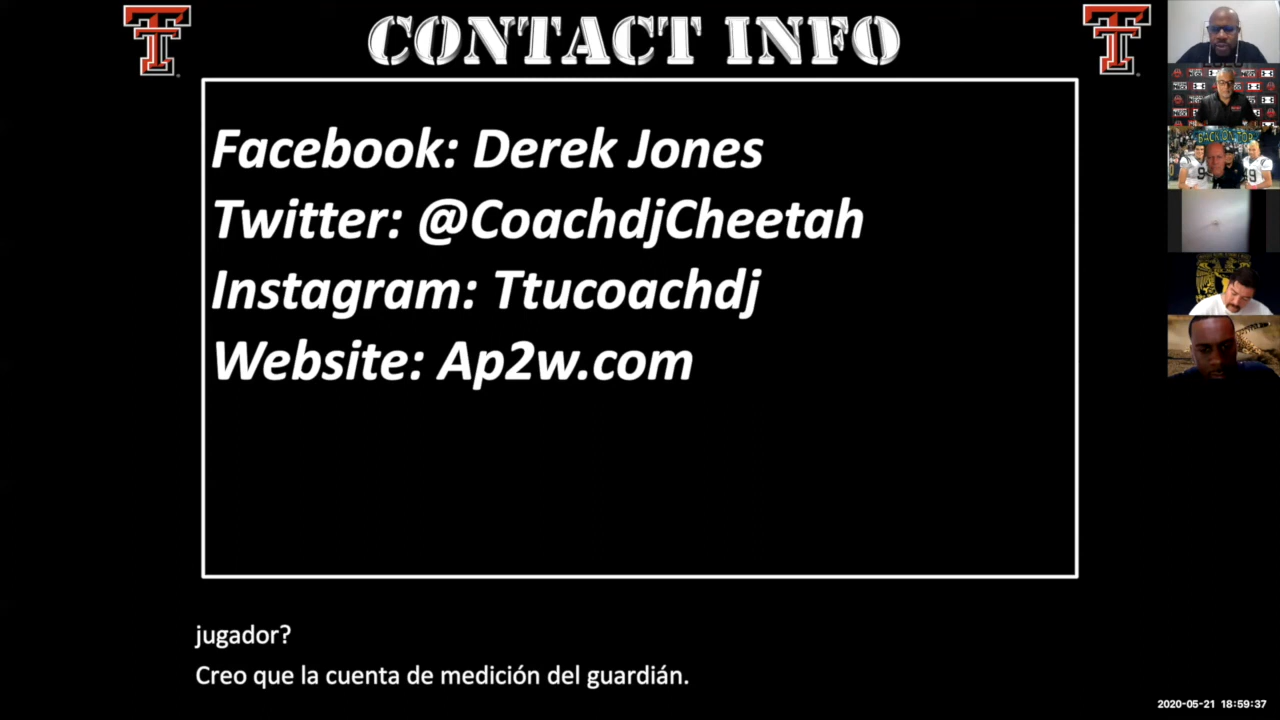 CONTACT INFO
Facebook: Derek Jones
Twitter: @CoachdjCheetah
Instagram: Ttucoachdj
Website: Ap2w.com
jugador?
Creo que la cuenta de medición del guardián.
2020-05-21 18:59:37